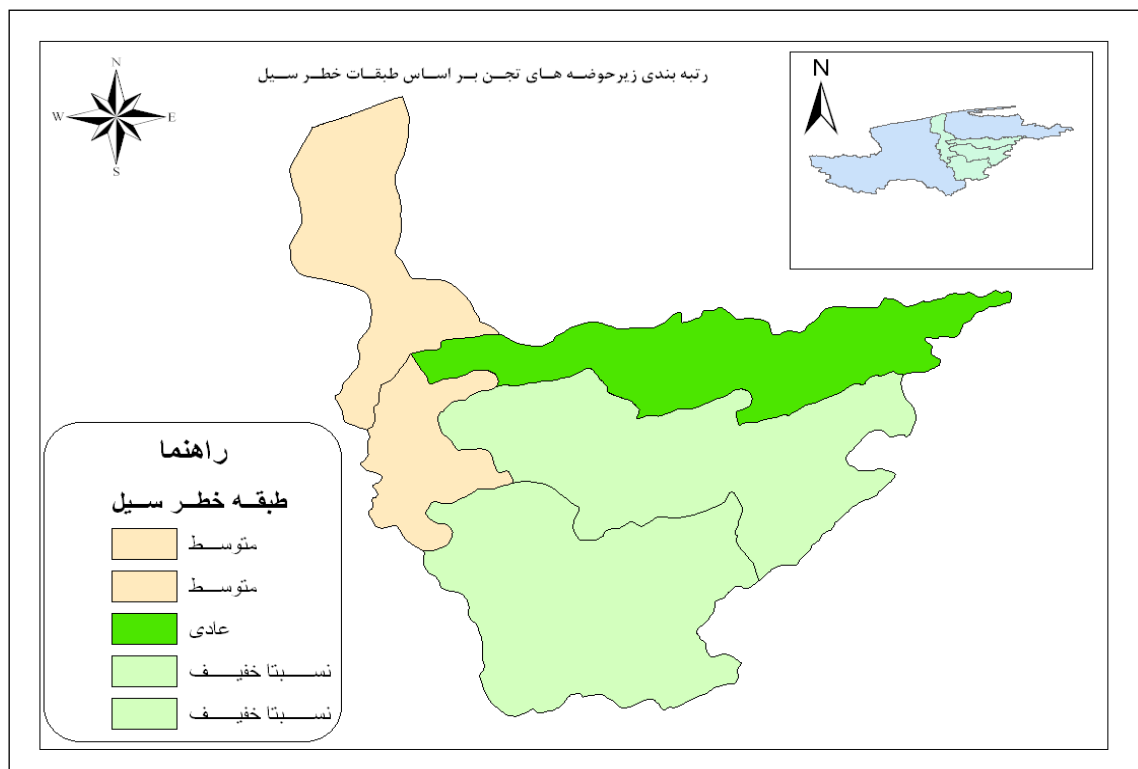 رتبه بندی زیرحوضه های تجن بر اساس طبقات خطر سیل
N
W
E
S
N
راهنما
طبقه خطر سیل
متوسط
متوسط
عادی
نسبتا خفیف
نسبتا خفیف